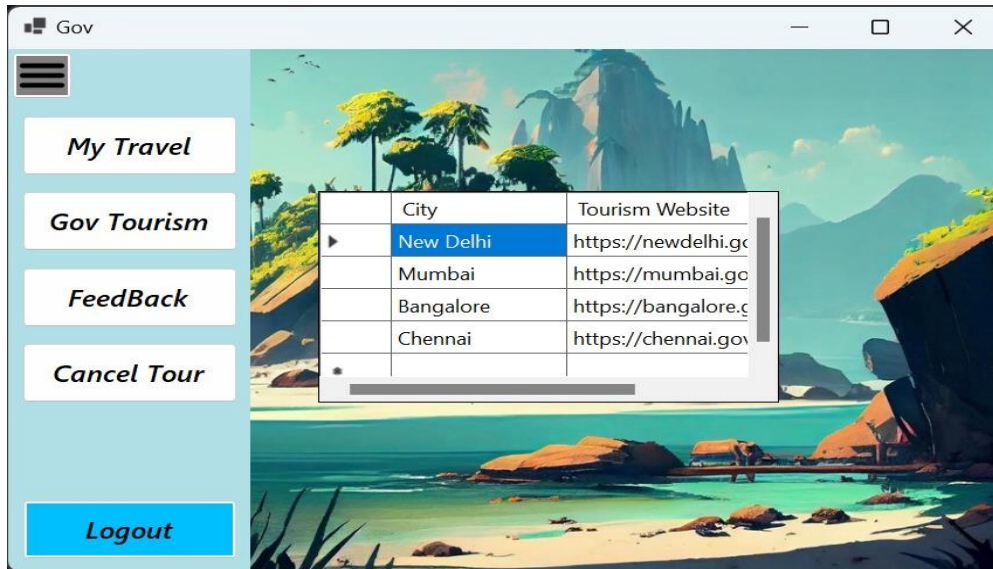 Gov
My Travel
Gov Tourism
FeedBack
Cancel Tour
Logout
City Tourism Website
New Delhi https://newdelhi.go
Mumbai https://mumbai.go
Bangalore https://bangalore.g
Chennai https://chennai.gov